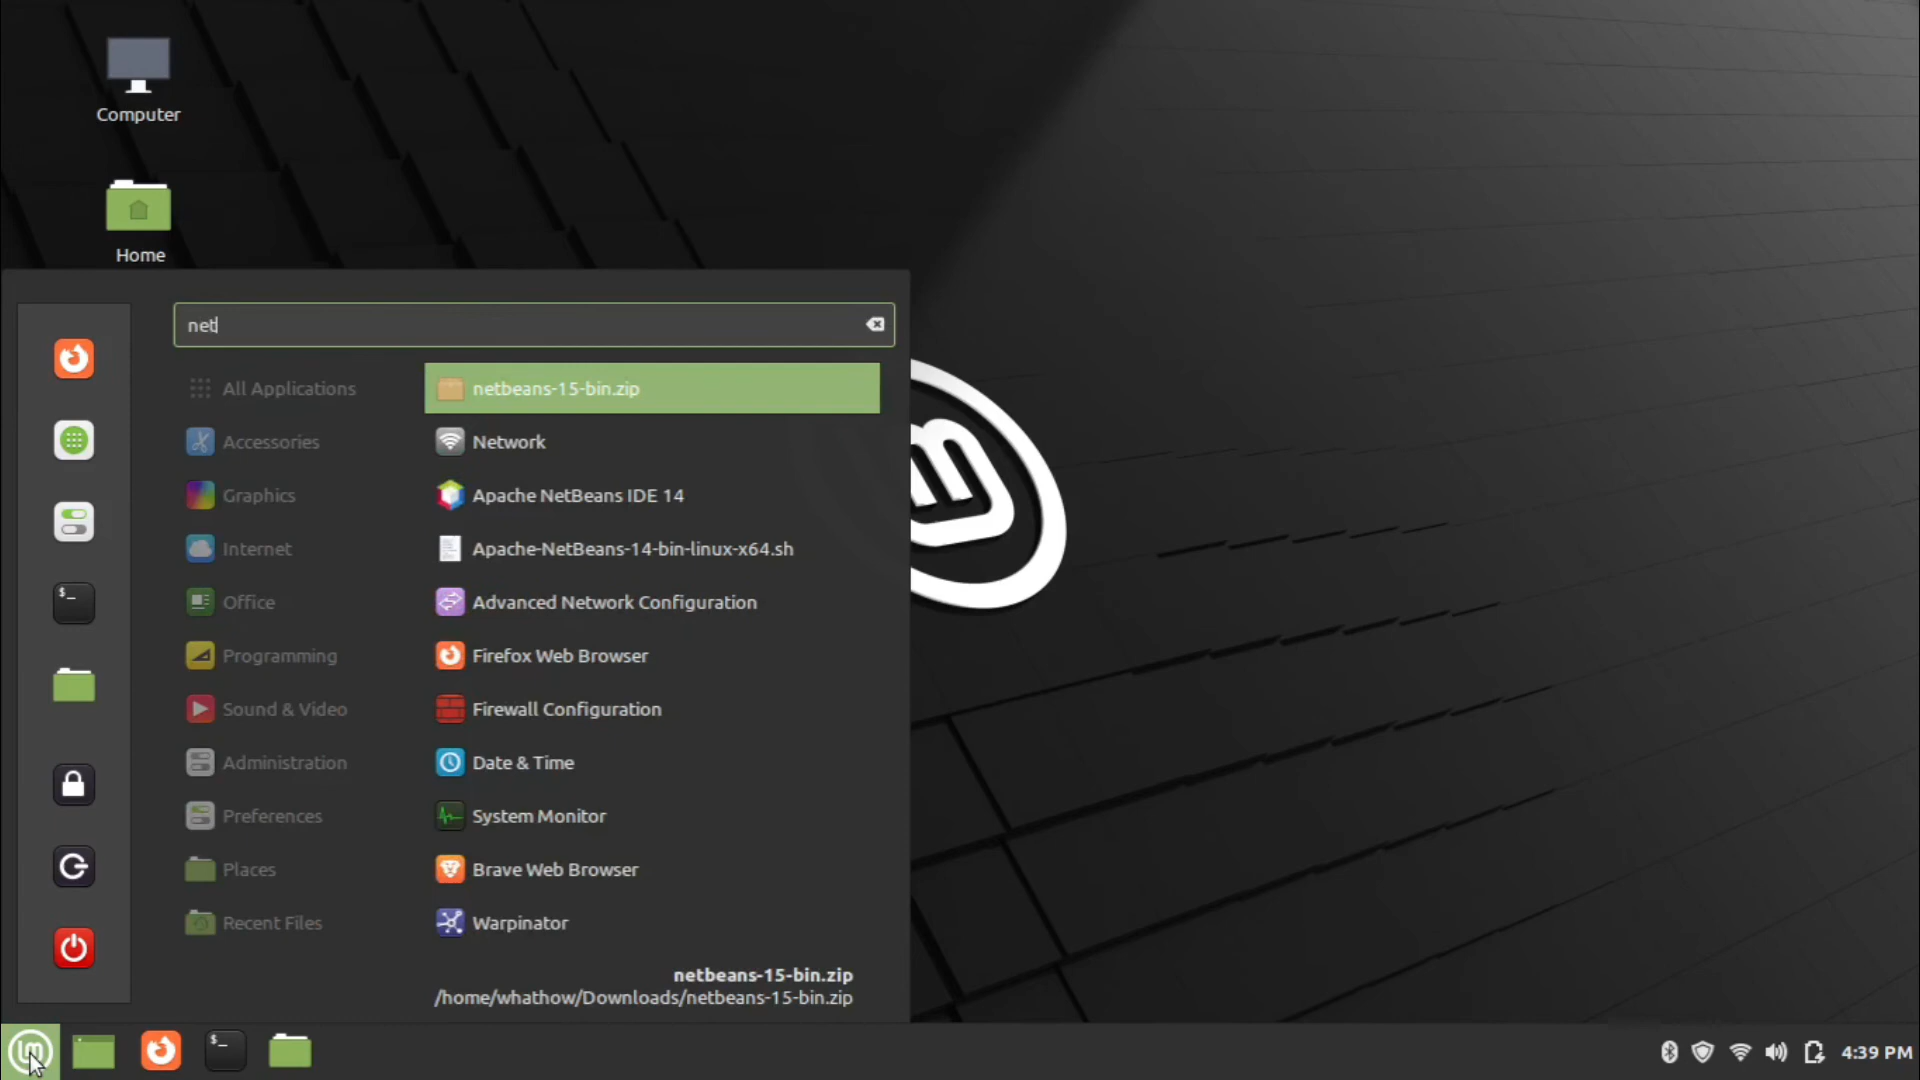 Computer
Home
net
All Applications
Accessories
Graphics
Internet
Office
Programming
Sound & Video
Administration
Preferences
Places
Recent Files
netbeans-15-bin.zip
Network
Apache NetBeans IDE 14
Apache-NetBeans-14-bin-linux-x64.sh
Advanced Network Configuration
Firefox Web Browser
Firewall Configuration
Date & Time
System Monitor
Brave Web Browser
Warpinator
netbeans-15-bin.zip
/home/whathow/Downloads/netbeans-15-bin.zip
4:39 PM